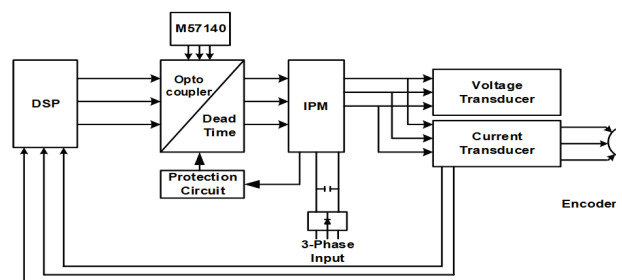 M57140
DSP
Opto
coupler
Dead
Time
IPM
Voltage
Transducer
Current
Transducer
Protection
Circuit
Encoder
3-Phase
Input